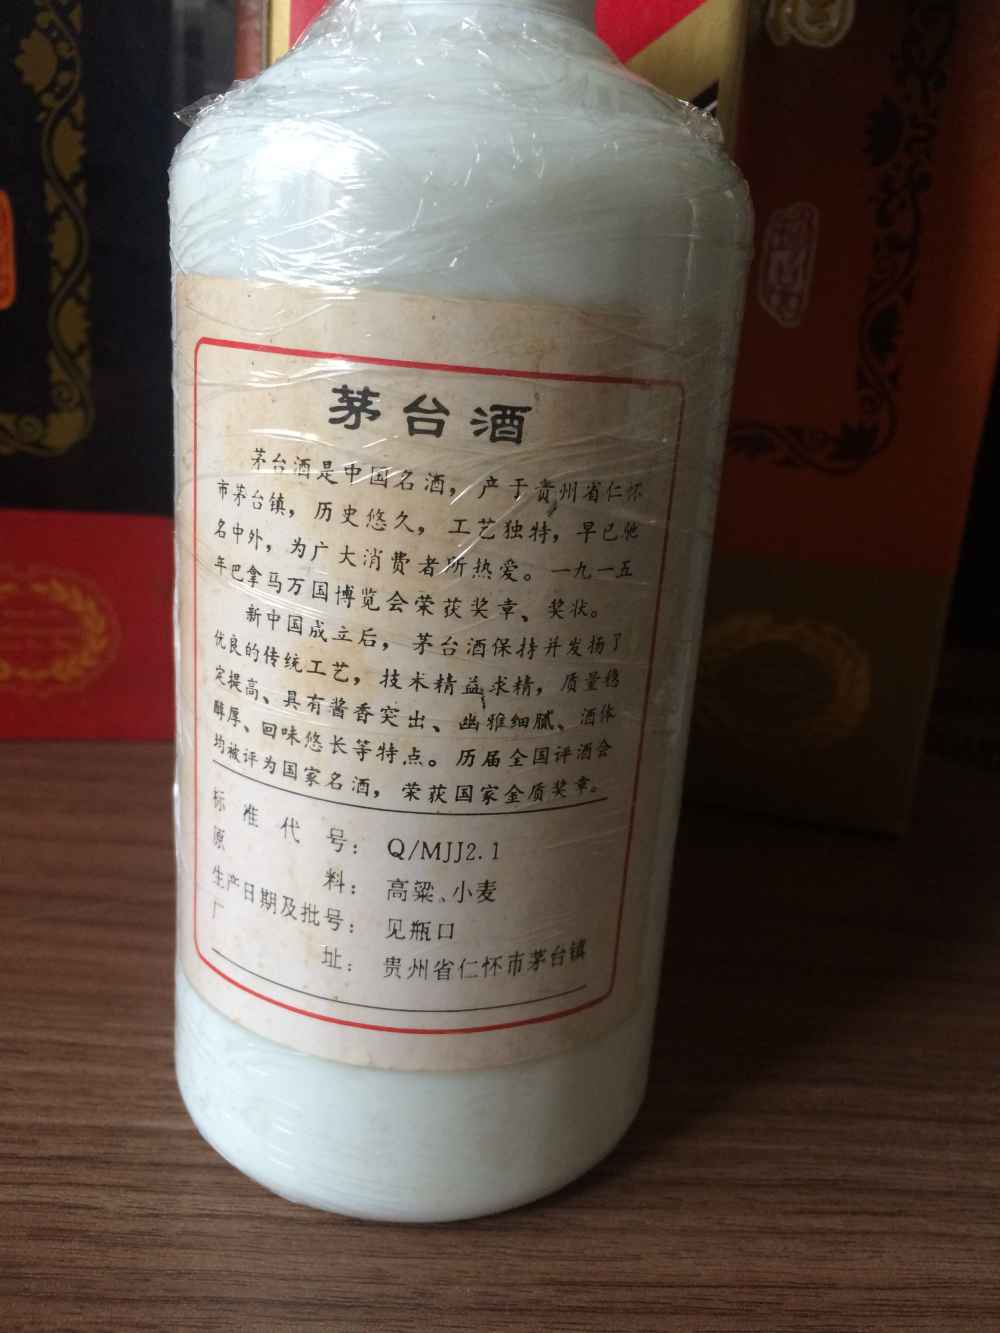 茅台酒
茅台酒是中国名酒，产于贵州省仁怀
市茅台镇，历史悠久，工艺独特，早已驰
名中外，为广大消费者所热爱。一九一五
年巴拿马万国博览会荣获奖章、奖状。
新中国成立后，茅台酒保持并发扬了
优良的传统工艺，技术精益求精，质量稳
定提高、具有酱香突出、幽雅细腻、酒体
醇厚、回味悠长等特点。历届全国评酒会
均被评为国家名酒，荣获国家金质奖章。
标准代号：Q/MJJ2.1
原料：高粱、小麦
生产日期及批号：见瓶口
厂址：贵州省仁怀市茅台镇